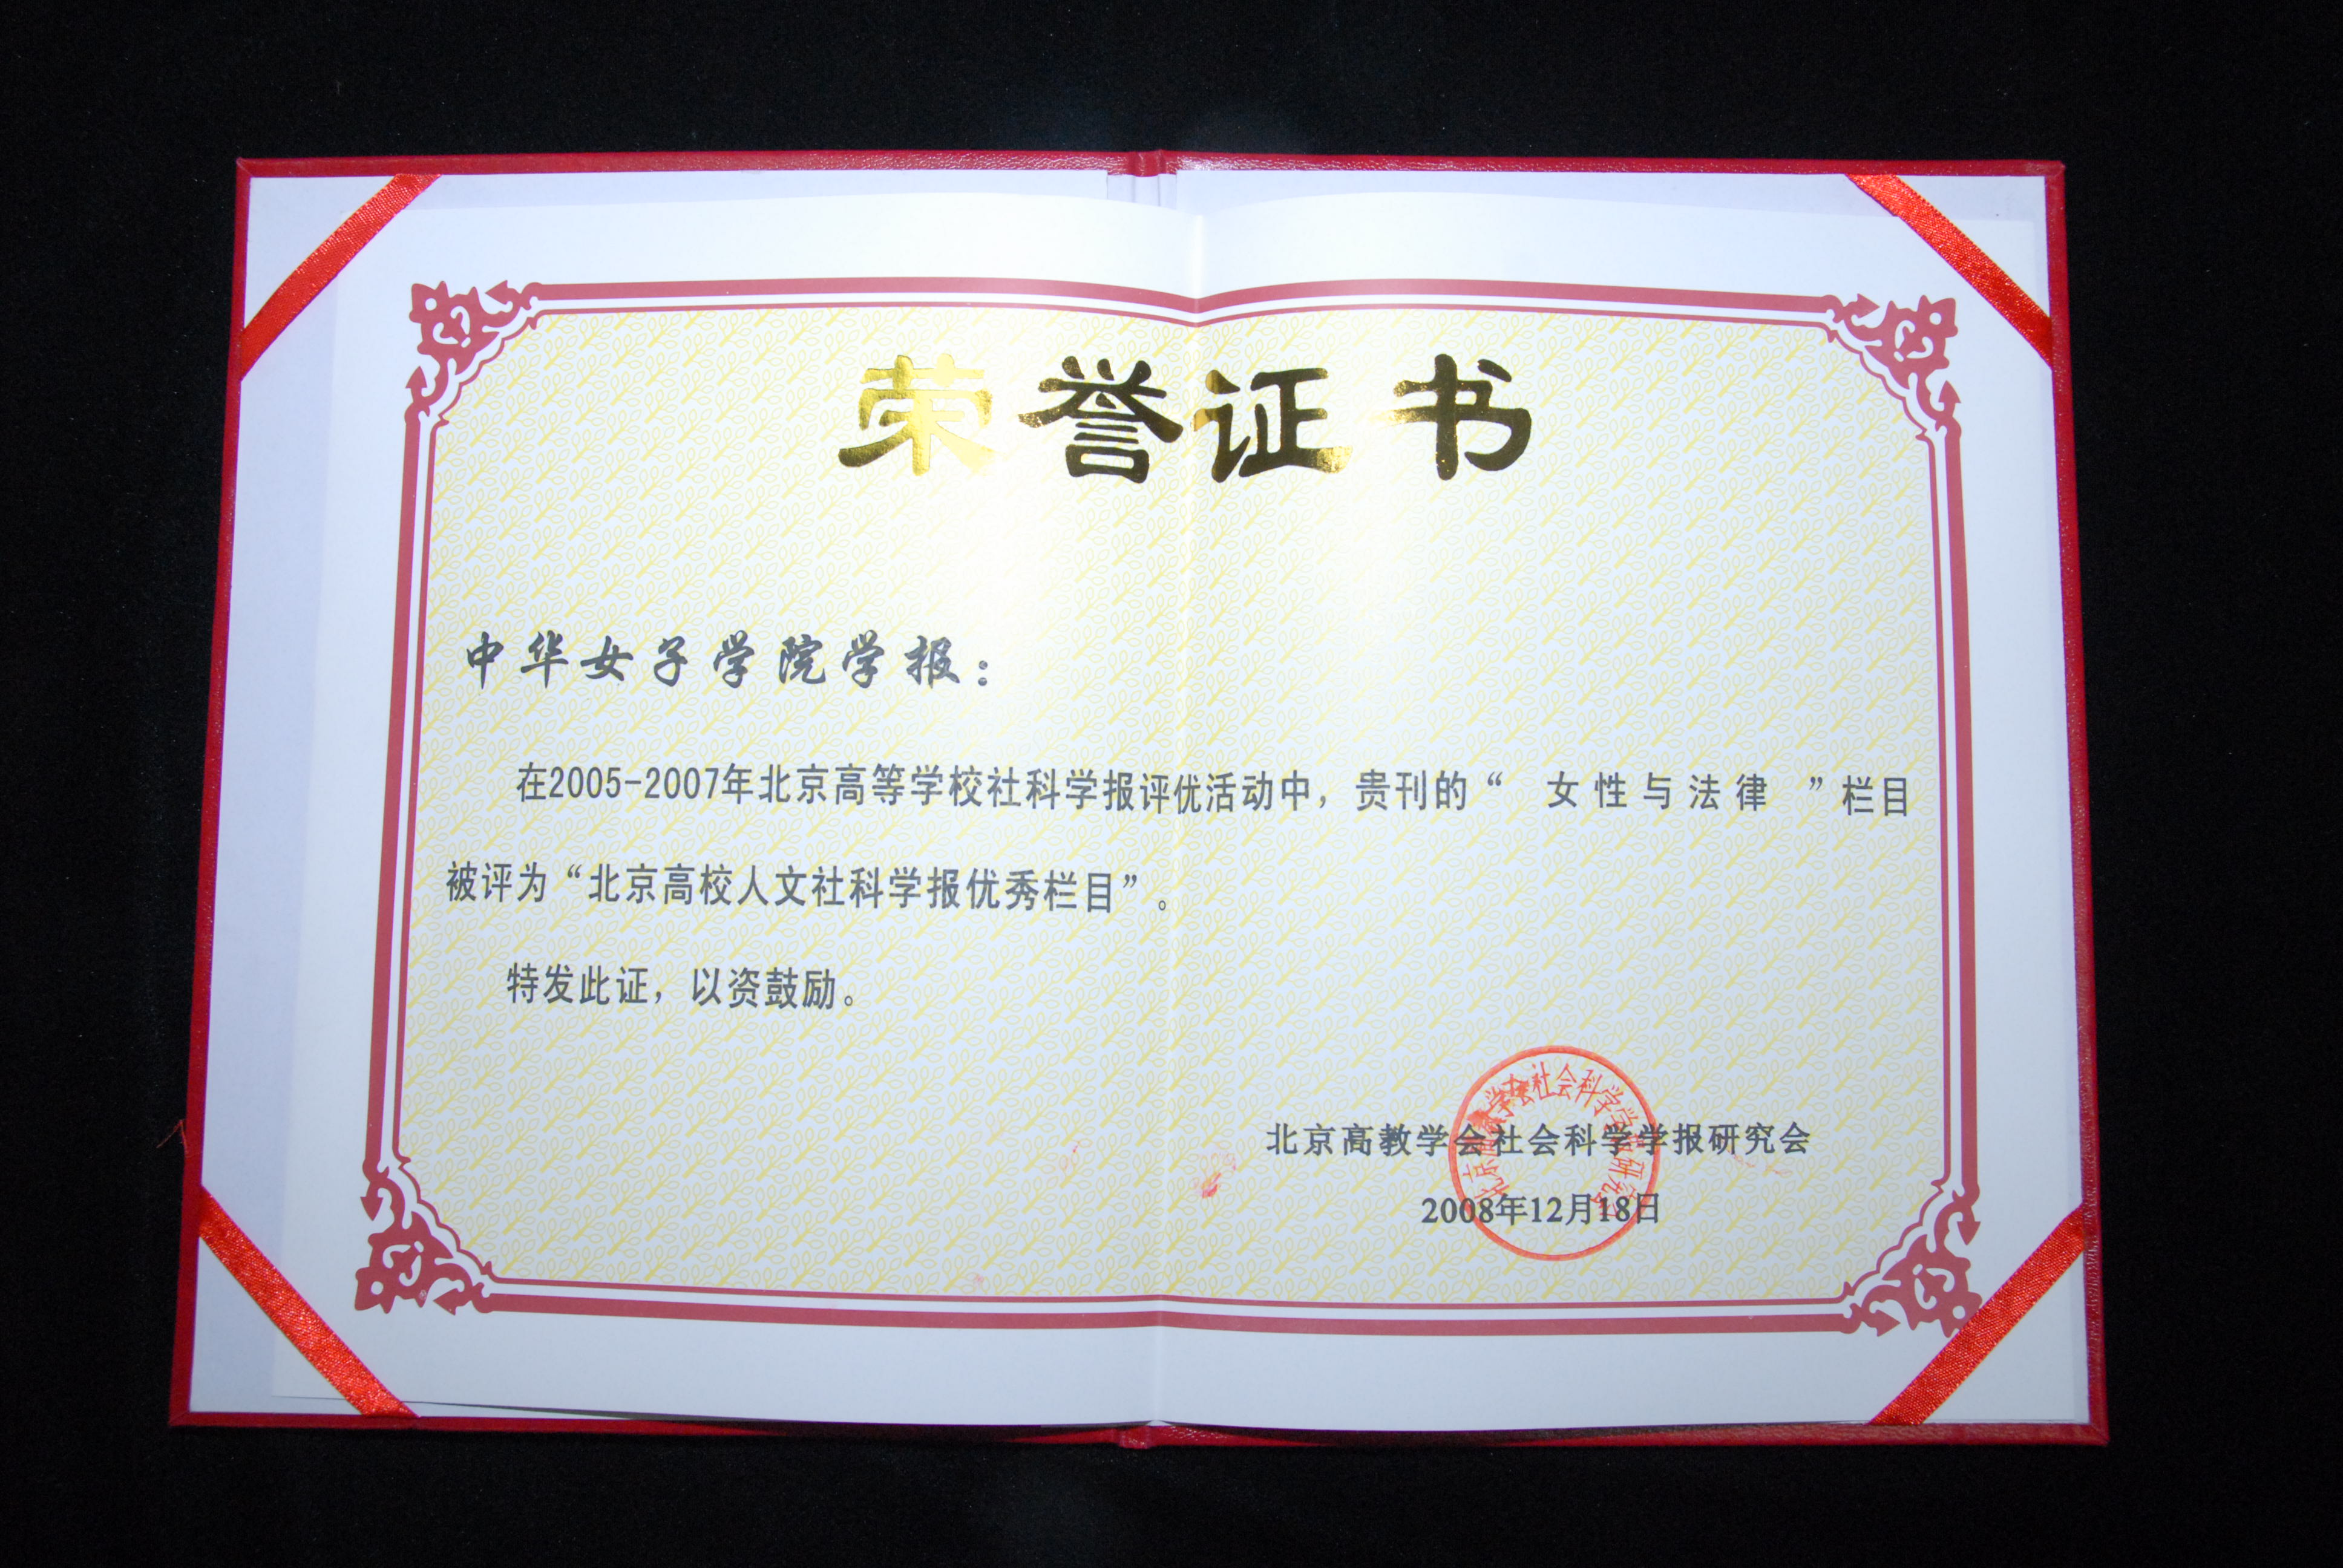 荣誉证书
中华女子学院学报：
在2005-2007年北京高等学校社科学报评优活动中，贵刊的“ 女性与法律 ”栏目
被评为“北京高校人文社科学报优秀栏目”。
特发此证，以资鼓励。
北京高教学会社会科学学报研究会
2008年12月18日